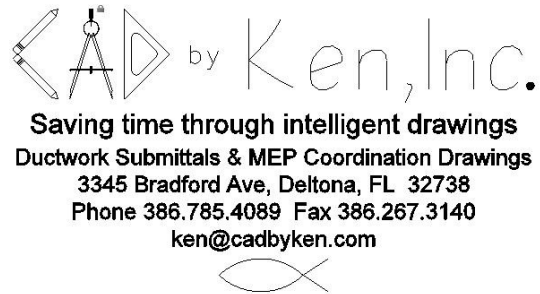 CAD by Ken, Inc.
Saving time through intelligent drawings
Ductwork Submittals & MEP Coordination Drawings
3345 Bradford Ave, Deltona, FL 32738
Phone 386.785.4089 Fax 386.267.3140
ken@cadbyken.com